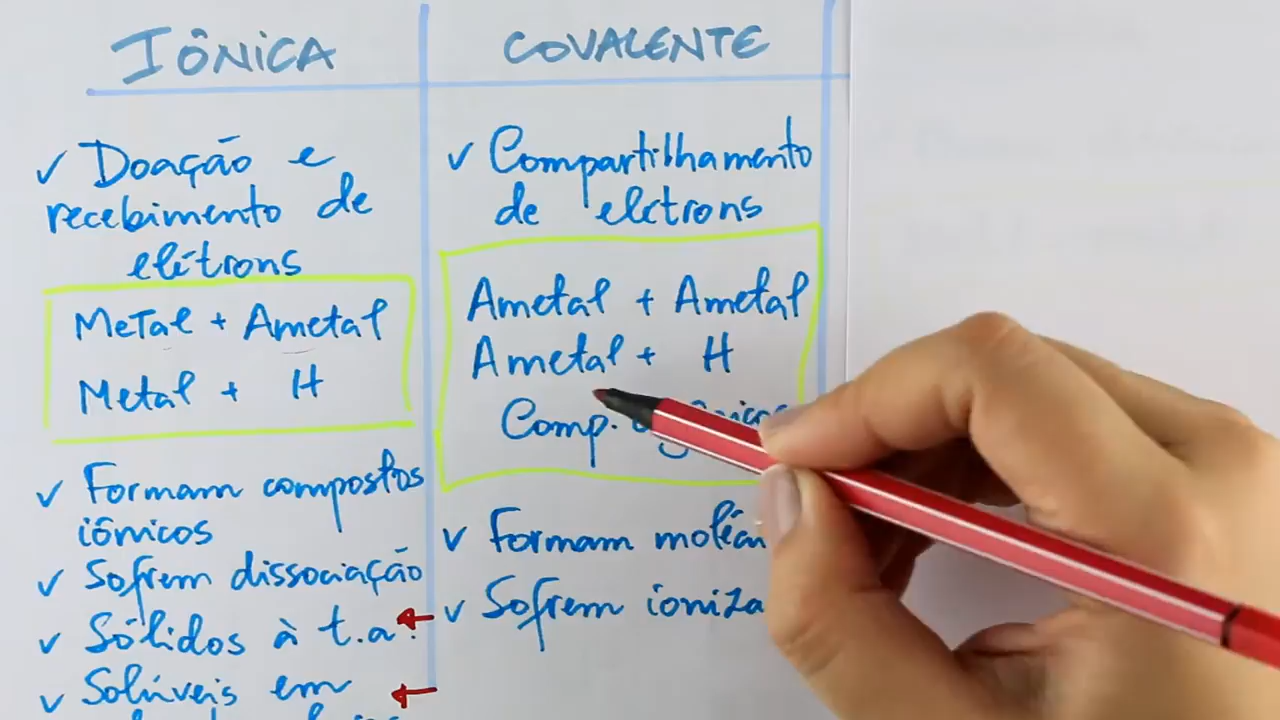 IÔNICA
✓ Doação e
recebimento de
elétrons
Metal + Ametal
Metal + H
✓ Formam compostos
iônicos
✓ Sofrem dissociação
✓ Sólidos à t.a.
✓ Solúveis em
COVALENTE
✓ Compartilhamento
de elétrons
Ametal + Ametal
Ametal + H
Comp.
✓ Formam
✓ Sofrem